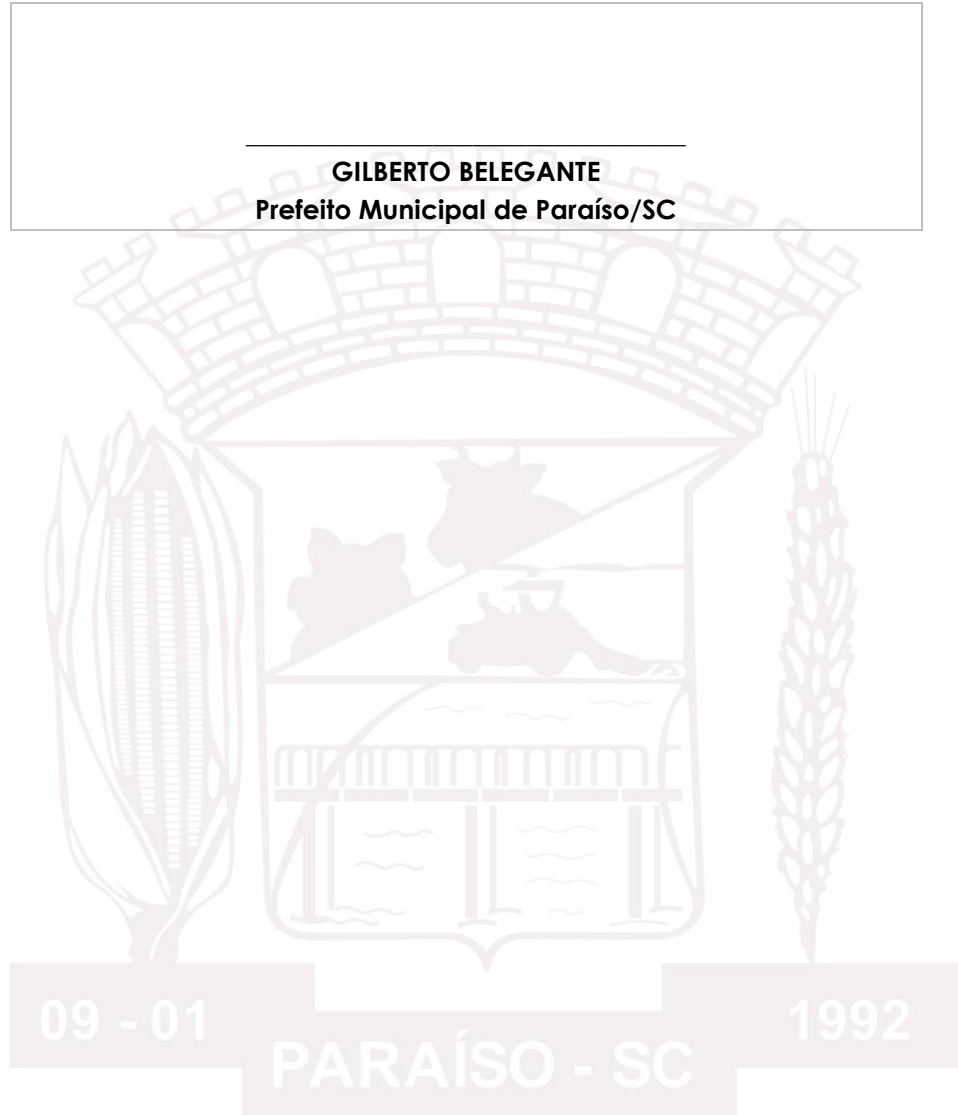 GILBERTO BELEGANTE
Prefeito Municipal de Paraíso/SC
09 - 01
1992
PARAÍSO - SC